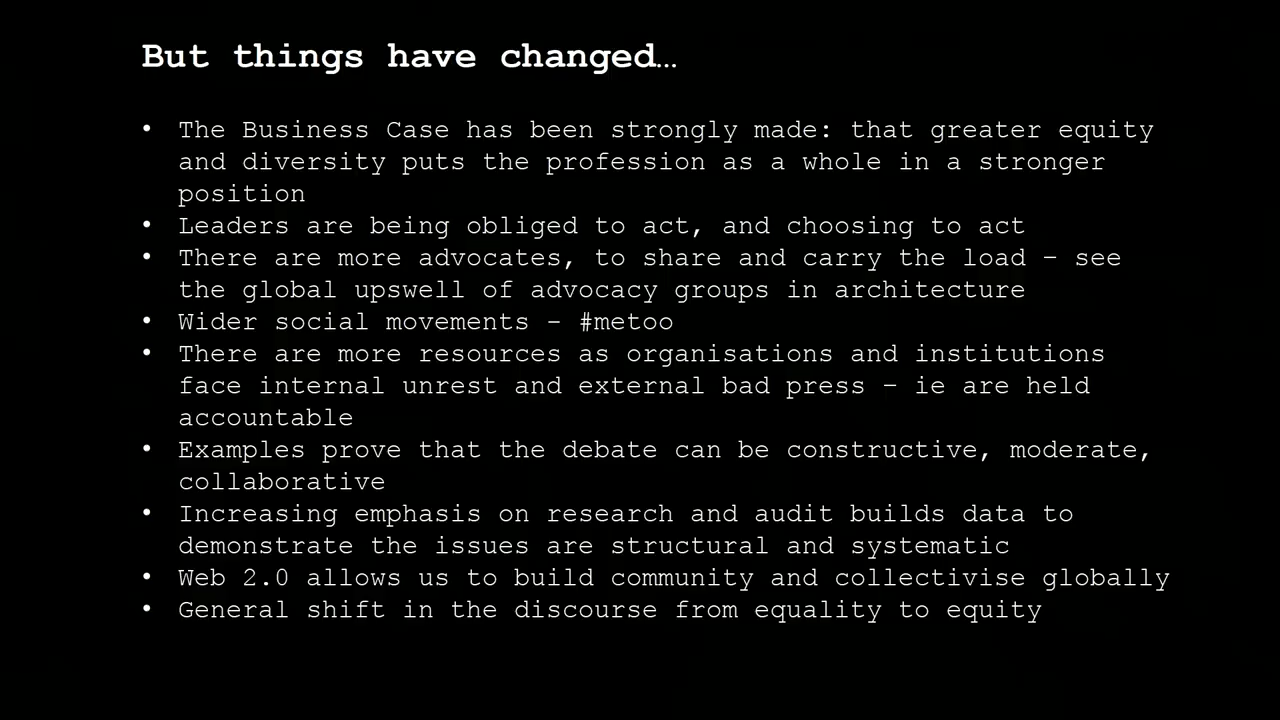 But things have changed…
• The Business Case has been strongly made: that greater equity
and diversity puts the profession as a whole in a stronger
position
• Leaders are being obliged to act, and choosing to act
• There are more advocates, to share and carry the load – see
the global upswell of advocacy groups in architecture
• Wider social movements – #metoo
• There are more resources as organisations and institutions
face internal unrest and external bad press – ie are held
accountable
• Examples prove that the debate can be constructive, moderate,
collaborative
• Increasing emphasis on research and audit builds data to
demonstrate the issues are structural and systematic
• Web 2.0 allows us to build community and collectivise globally
• General shift in the discourse from equality to equity